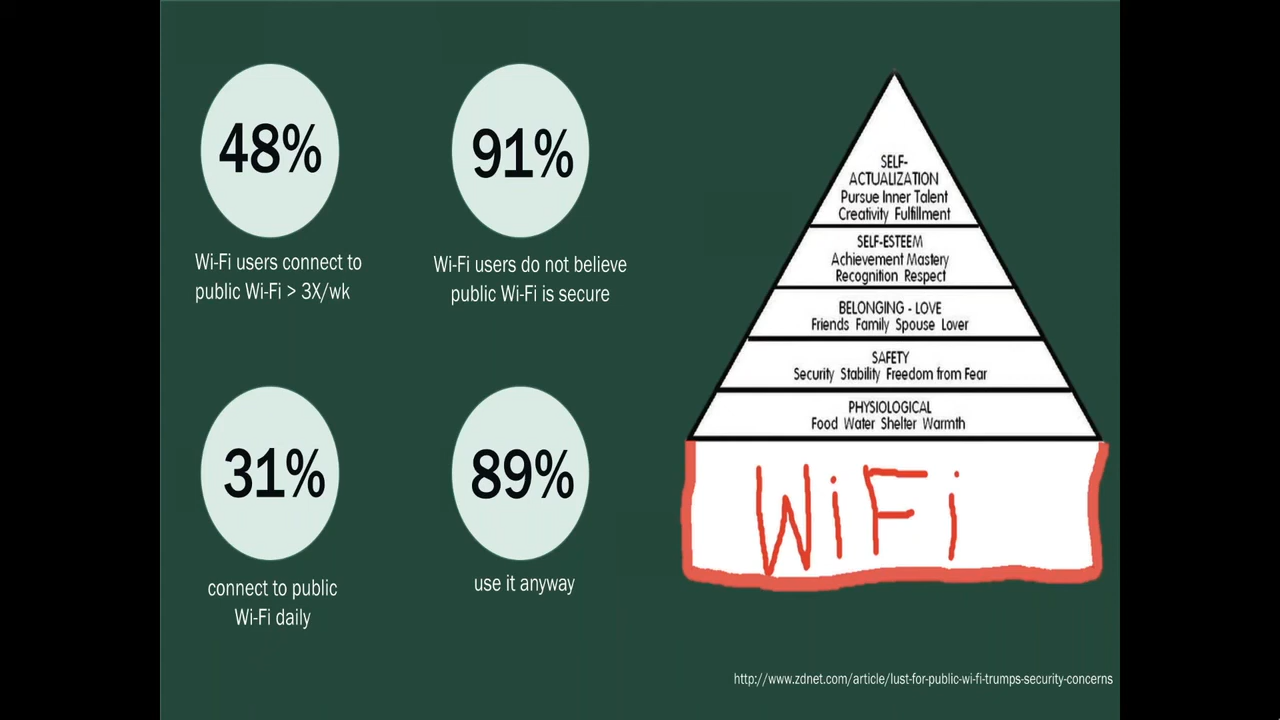 48%
Wi-Fi users connect to
public Wi-Fi > 3X/wk
91%
Wi-Fi users do not believe
public Wi-Fi is secure
31%
connect to public
Wi-Fi daily
89%
use it anyway
SELF-
ACTUALIZATION
Pursue Inner Talent
Creativity Fulfillment
SELF-ESTEEM
Achievement Mastery
Recognition Respect
BELONGING - LOVE
Friends Family Spouse Lover
SAFETY
Security Stability Freedom from Fear
PHYSIOLOGICAL
Food Water Shelter Warmth
WiFi
http://www.zdnet.com/article/lust-for-public-wi-fi-trumps-security-concerns